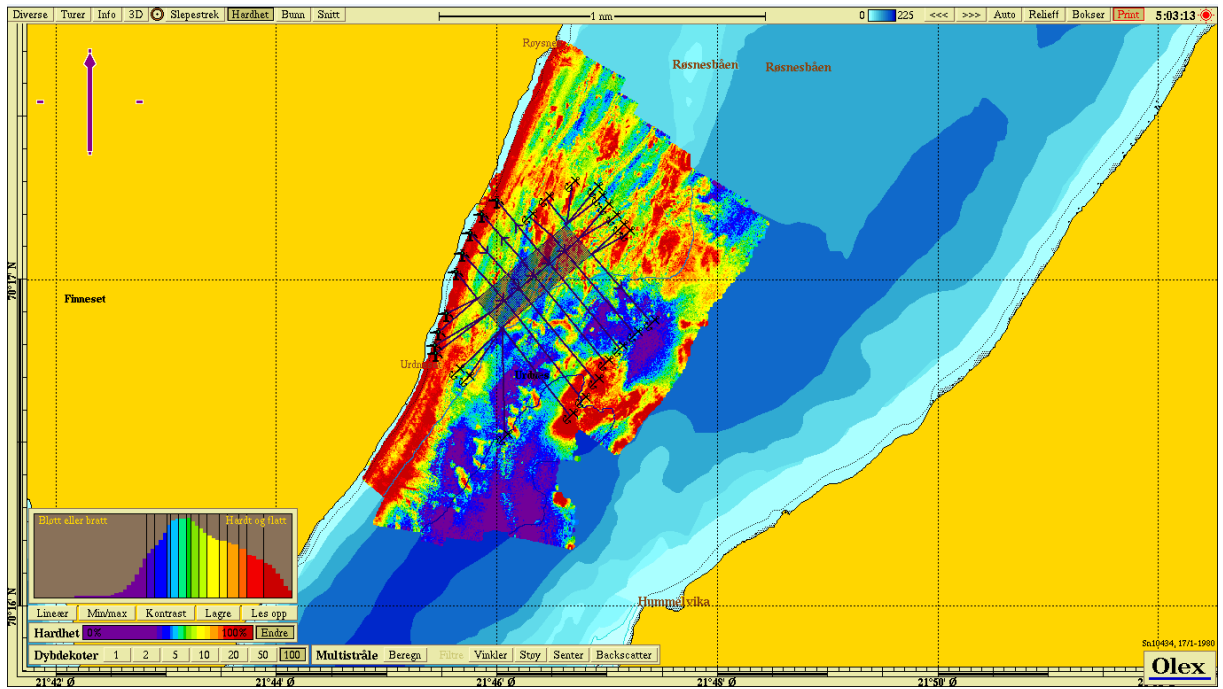 Diverse Turer Info 3D Slepestrek Hardhet Bunn Snitt 1 nm 0 225 <<< >>> Auto Relieff Bokser Print 5:03:13
Røsnesbåen Røsnesbåen
70°17' N
Finneset
Bløtt eller bratt Hardt og flatt
Hummelvika
70°16' N
Lineær Min/max Kontrast Lagre Les opp
Hardhet 0% 100% Endre
Dybdekoter 1 2 5 10 20 50 100 Multistråle Beregn Filtre Vinkler Støy Senter Backscatter
Sn10434, 17/1-1980
Olex
21°42' Ø 21°44' Ø 21°46' Ø 21°48' Ø 21°50' Ø